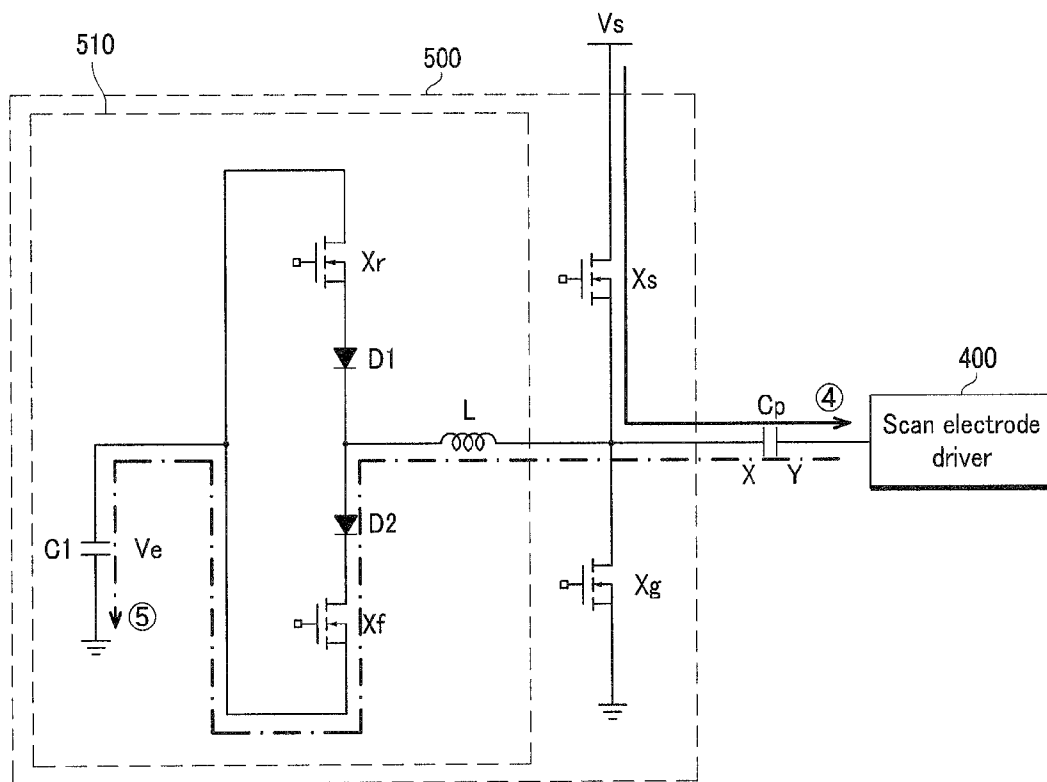 Vs
510
500
Xr
Xs
D1
400
L
Cp
④
Scan electrode
driver
X
Y
D2
C1
Ve
Xg
⑤
Xf